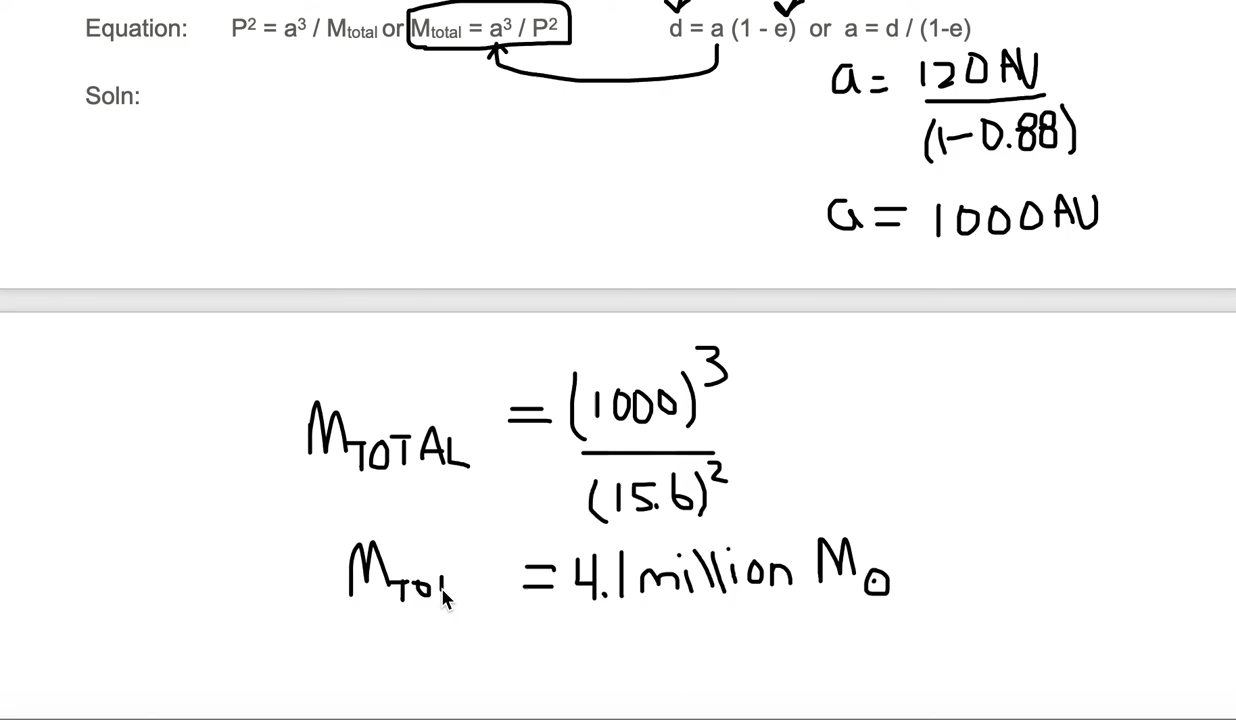 Equation: P² = a³ / Mtotal or Mtotal = a³ / P² d = a (1 - e) or a = d / (1-e)
a = 120 AU / (1-0.88)
Soln:
a = 1000 AU
MTOTAL = (1000)³ / (15.6)²
MTOT = 4.1 million M⊙